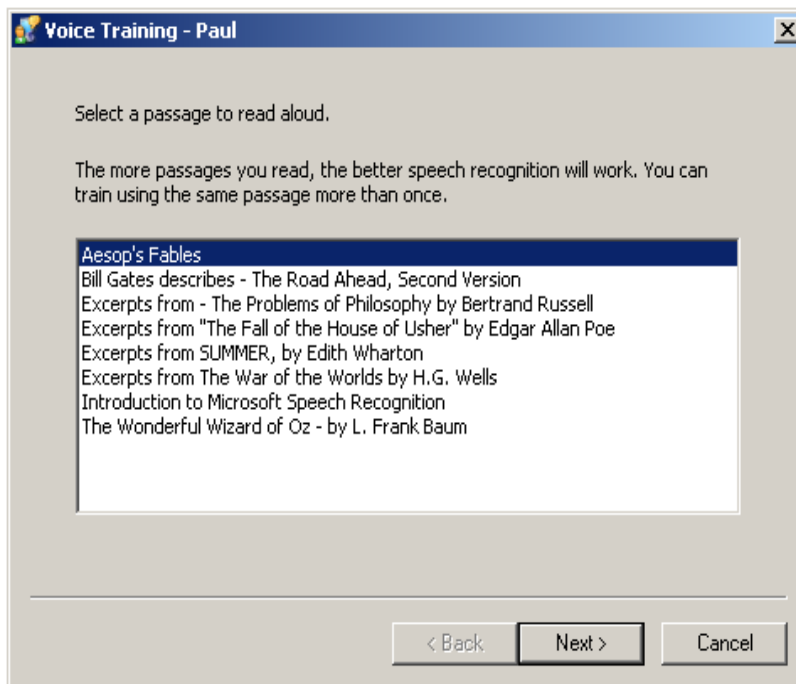 Voice Training - Paul
Select a passage to read aloud.
The more passages you read, the better speech recognition will work. You can
train using the same passage more than once.
Aesop's Fables
Bill Gates describes - The Road Ahead, Second Version
Excerpts from - The Problems of Philosophy by Bertrand Russell
Excerpts from "The Fall of the House of Usher" by Edgar Allan Poe
Excerpts from SUMMER, by Edith Wharton
Excerpts from The War of the Worlds by H.G. Wells
Introduction to Microsoft Speech Recognition
The Wonderful Wizard of Oz - by L. Frank Baum
< Back Next > Cancel